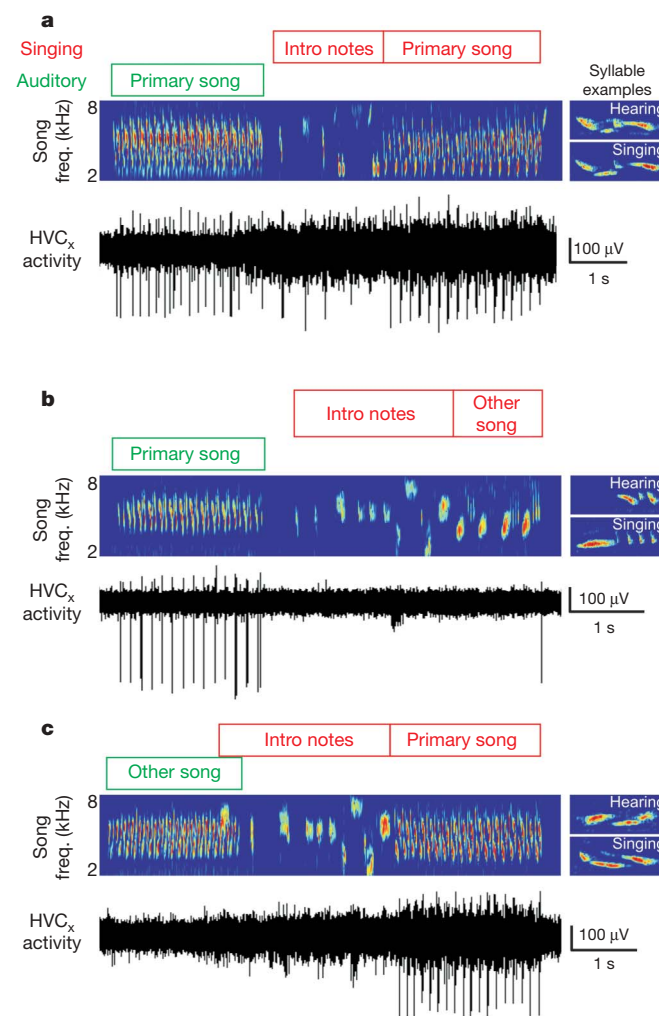 a
Singing
Intro notes
Primary song
Auditory
Primary song
Syllable
examples
8
Song
freq. (kHz)
2
Hearing
Singing
HVCx
activity
100 μV
1 s
b
Intro notes
Other
song
Primary song
8
Song
freq. (kHz)
2
Hearing
Singing
HVCx
activity
100 μV
1 s
c
Intro notes
Primary song
Other song
8
Song
freq. (kHz)
2
Hearing
Singing
HVCx
activity
100 μV
1 s